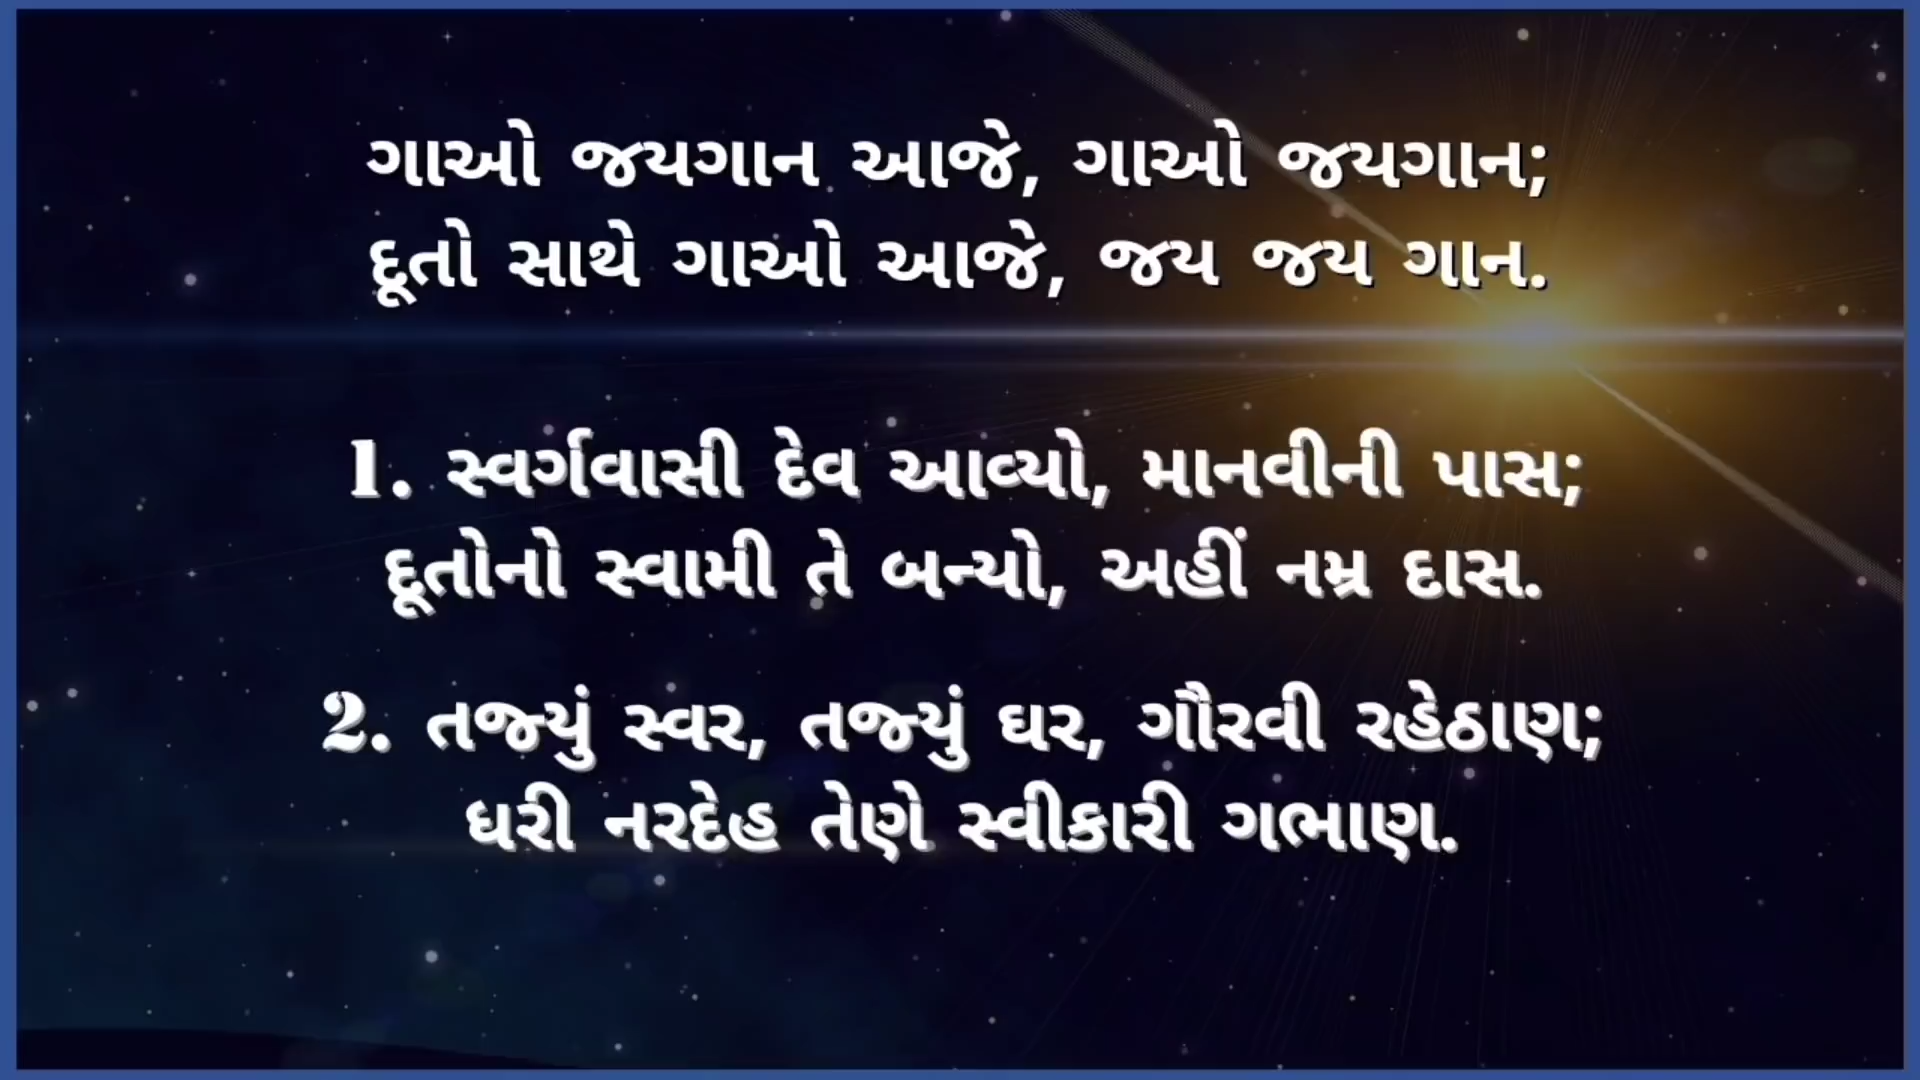 ગાઓ જયગાન આજે, ગાઓ જયગાન;
દૂતો સાથે ગાઓ આજે, જય જય ગાન.
1. સ્વર્ગવાસી દેવ આવ્યો, માનવીની પાસ;
દૂતોનો સ્વામી તે બન્યો, અહીં નમ્ર દાસ.
2. તજ્યું સ્વર, તજ્યું ઘર, ગૌરવી રહેઠાણ;
ધરી નરદેહ તેણે સ્વીકારી ગભાણ.